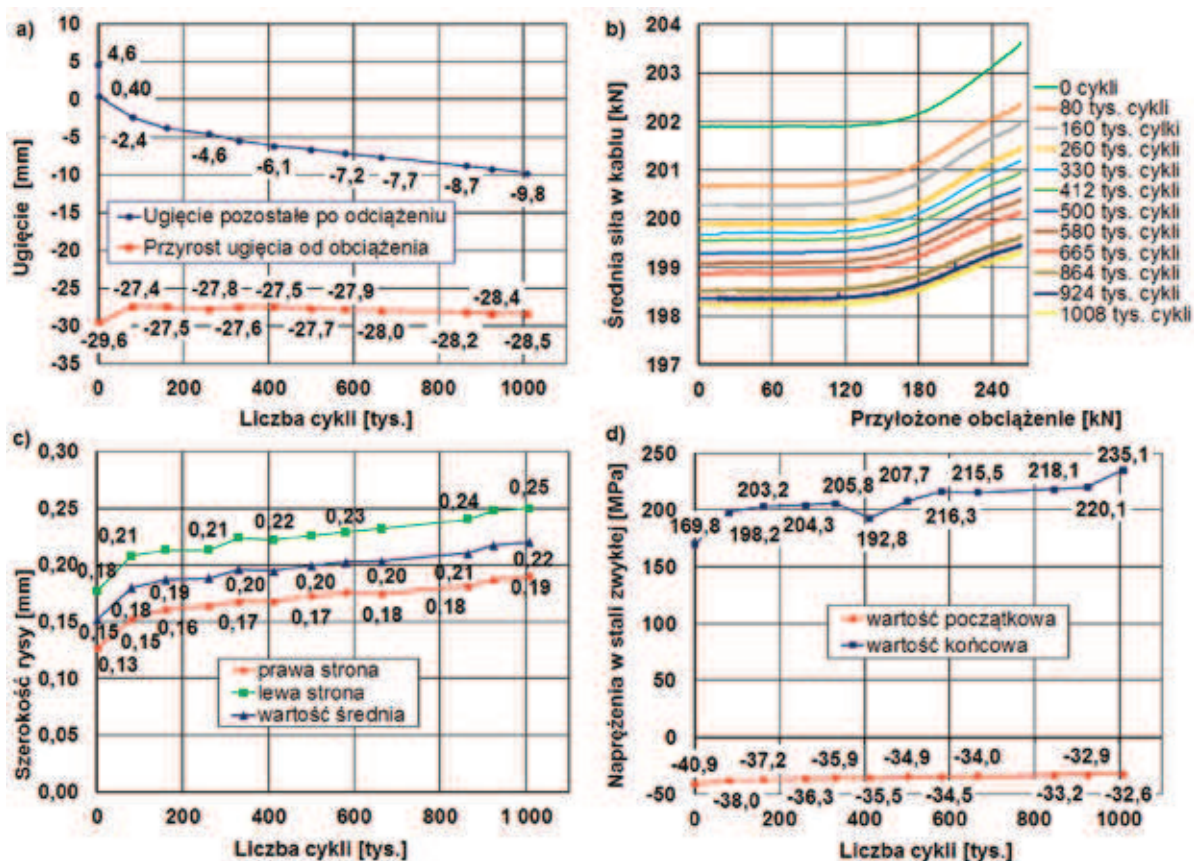 a)
Ugięcie [mm]
10
5
0
-5
-10
-15
-20
-25
-30
-35
4,6
0,40
-2,4
-4,6
-6,1
-7,2
-7,7
-8,7
-9,8
Ugięcie pozostałe po odciążeniu
Przyrost ugięcia od obciążenia
-27,4
-27,8
-27,5
-27,9
-28,4
-29,6
-27,5
-27,6
-27,7
-28,0
-28,2
-28,5
0 200 400 600 800 1000
Liczba cykli [tys.]
b)
Średnia siła w kablu [kN]
204
203
202
201
200
199
198
197
0 60 120 180 240
Przyłożone obciążenie [kN]
0 cykli
80 tys. cykli
160 tys. cylki
260 tys. cykli
330 tys. cykli
412 tys. cykli
500 tys. cykli
580 tys. cykli
665 tys. cykli
864 tys. cykli
924 tys. cykli
1008 tys. cykli
c)
Szerokość rysy [mm]
0,30
0,25
0,20
0,15
0,10
0,05
0,00
0,18
0,21
0,21
0,22
0,23
0,24
0,25
0,15
0,18
0,19
0,20
0,20
0,20
0,21
0,22
0,13
0,15
0,16
0,17
0,17
0,18
0,18
0,19
prawa strona
lewa strona
wartość średnia
0 200 400 600 800 1000
Liczba cykli [tys.]
d)
Naprężenia w stali zwykłej [MPa]
250
200
150
100
50
0
-50
169,8
198,2
203,2
204,3
205,8
192,8
207,7
216,3
215,5
218,1
220,1
235,1
wartość początkowa
wartość końcowa
-40,9
-37,2
-35,9
-34,9
-34,0
-32,9
-38,0
-36,3
-35,5
-34,5
-33,2
-32,6
0 200 400 600 800 1000
Liczba cykli [tys.]